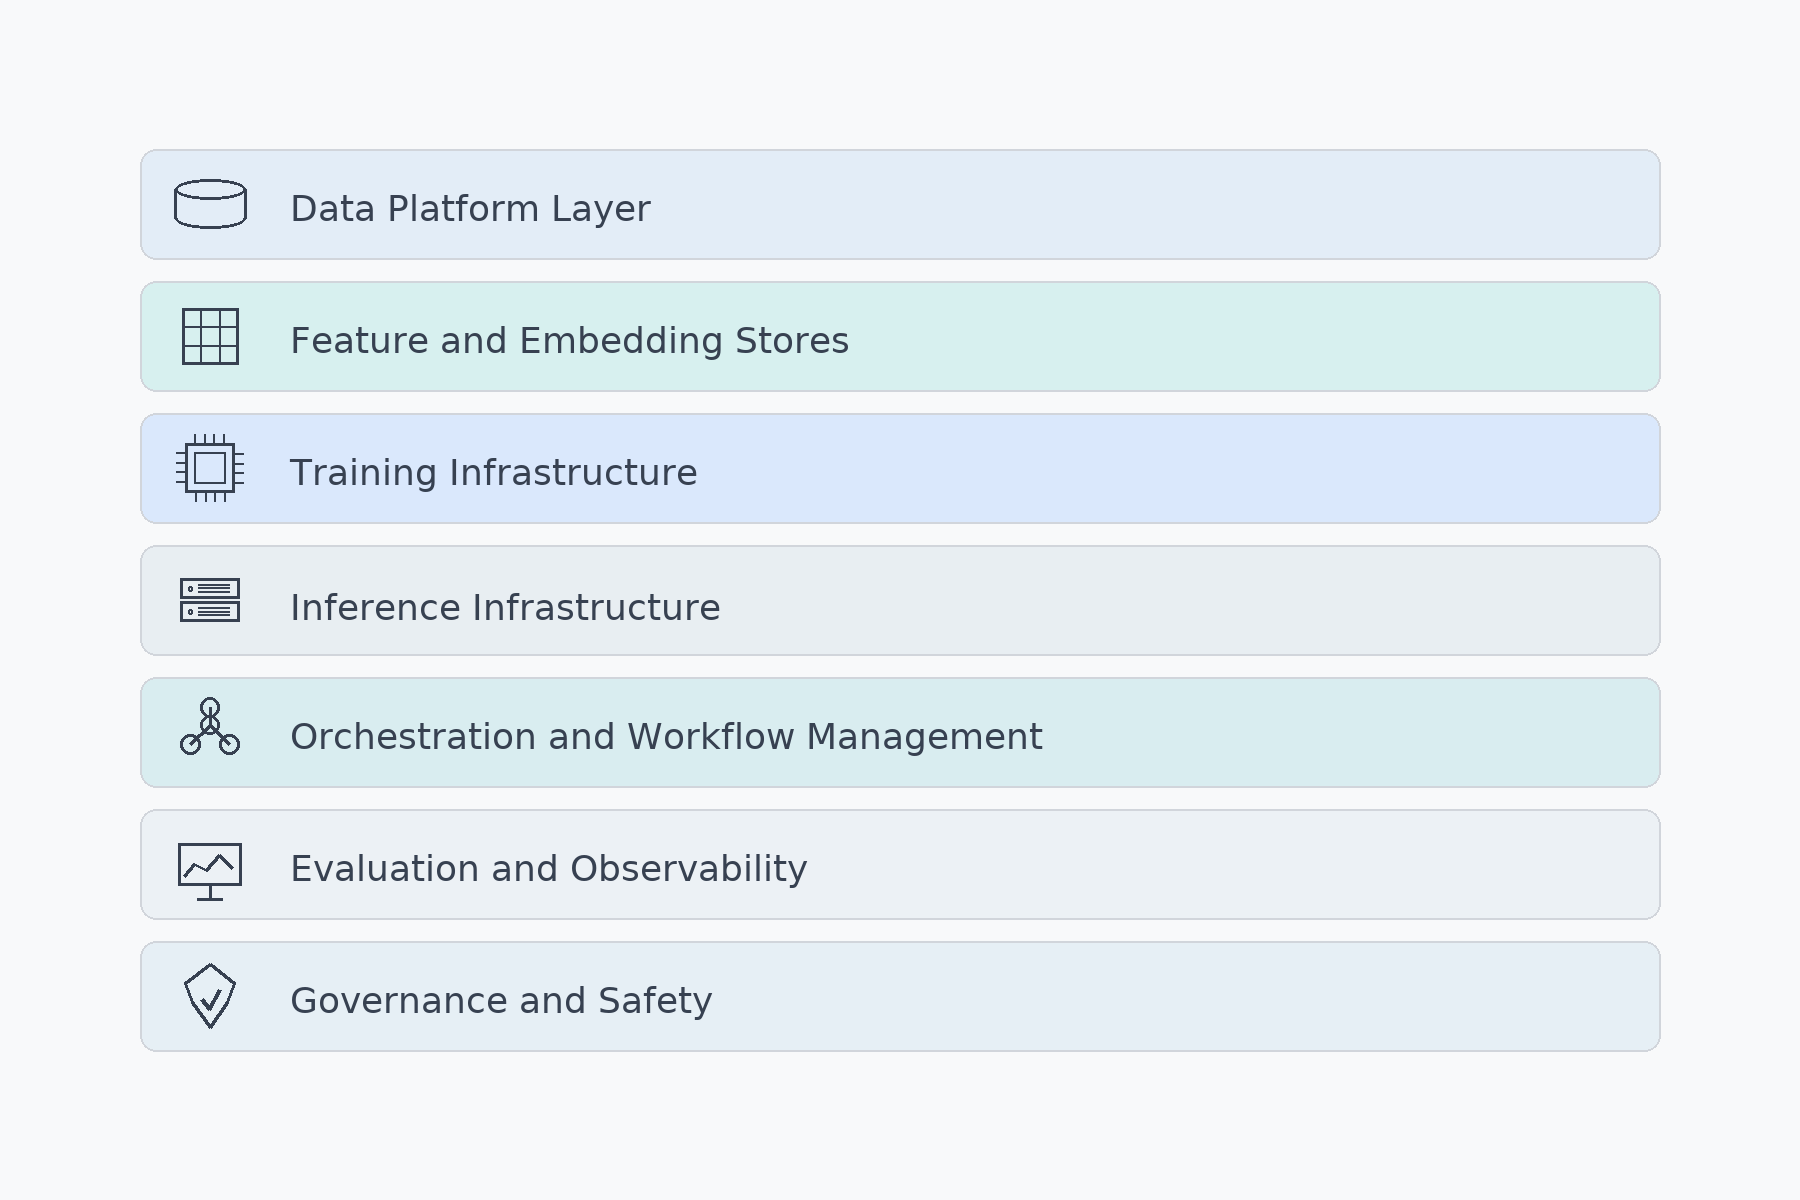 Data Platform Layer
Feature and Embedding Stores
Training Infrastructure
Inference Infrastructure
Orchestration and Workflow Management
Evaluation and Observability
Governance and Safety